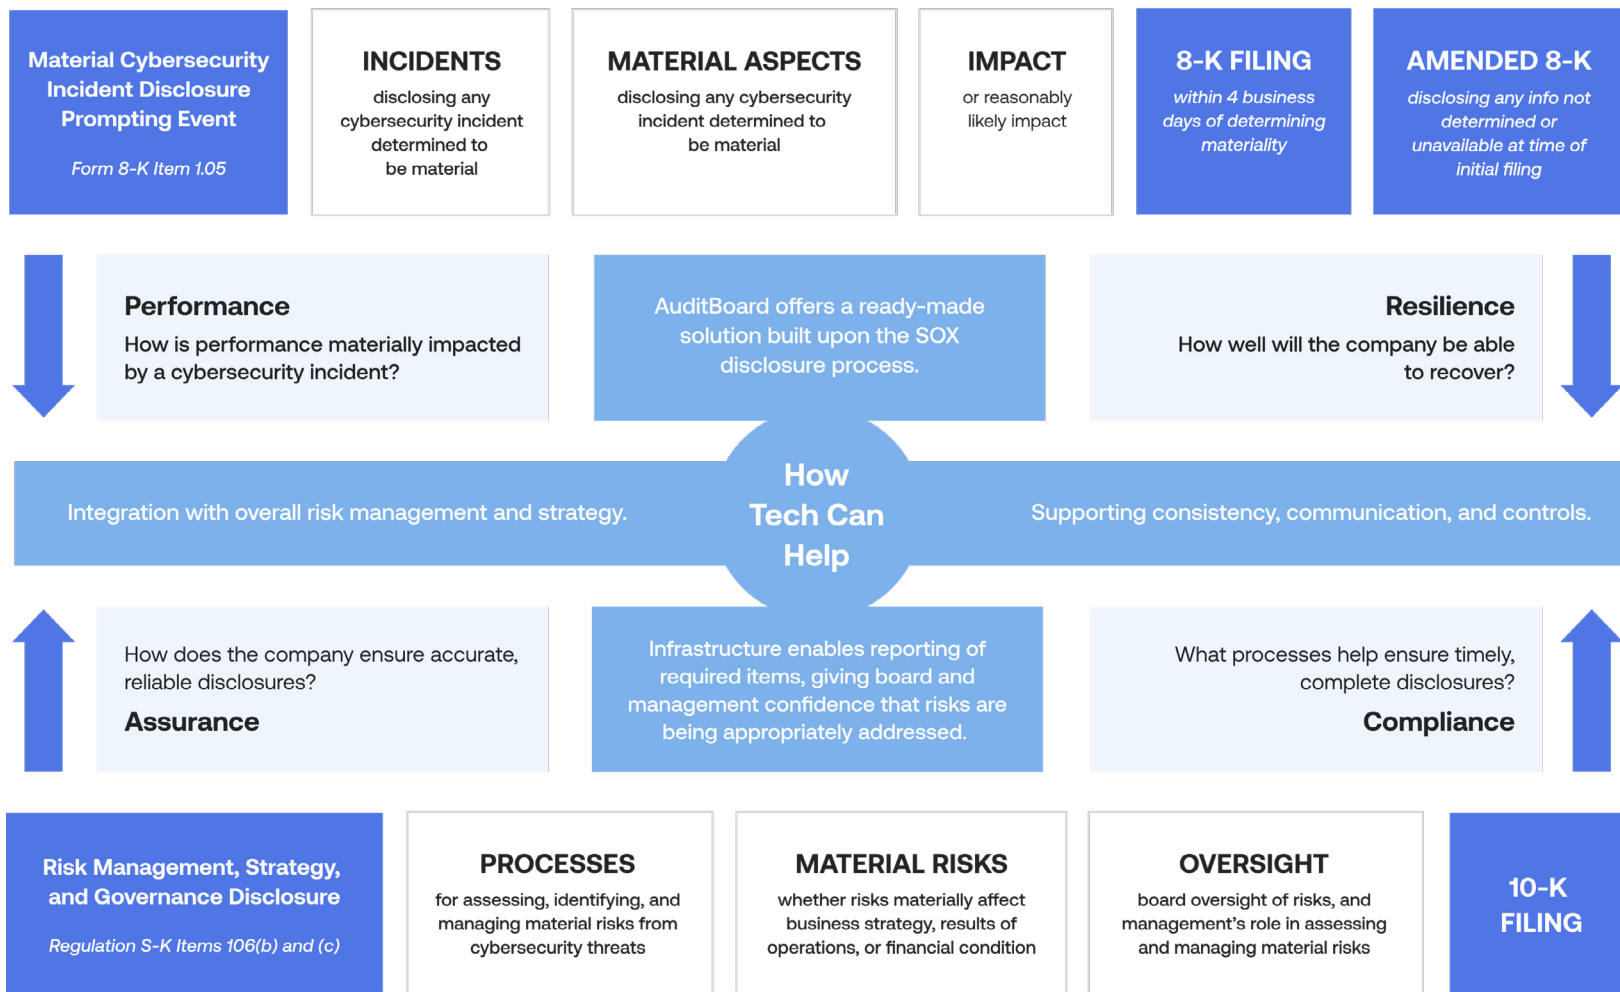 Material Cybersecurity
Incident Disclosure
Prompting Event
Form 8-K Item 1.05
INCIDENTS
disclosing any
cybersecurity incident
determined to
be material
MATERIAL ASPECTS
disclosing any cybersecurity
incident determined to
be material
IMPACT
or reasonably
likely impact
8-K FILING
within 4 business
days of determining
materiality
AMENDED 8-K
disclosing any info not
determined or
unavailable at time of
initial filing
Performance
How is performance materially impacted
by a cybersecurity incident?
AuditBoard offers a ready-made
solution built upon the SOX
disclosure process.
Resilience
How well will the company be able
to recover?
Integration with overall risk management and strategy.
How
Tech Can
Help
Supporting consistency, communication, and controls.
How does the company ensure accurate,
reliable disclosures?
Assurance
Infrastructure enables reporting of
required items, giving board and
management confidence that risks are
being appropriately addressed.
What processes help ensure timely,
complete disclosures?
Compliance
Risk Management, Strategy,
and Governance Disclosure
Regulation S-K Items 106(b) and (c)
PROCESSES
for assessing, identifying, and
managing material risks from
cybersecurity threats
MATERIAL RISKS
whether risks materially affect
business strategy, results of
operations, or financial condition
OVERSIGHT
board oversight of risks, and
management's role in assessing
and managing material risks
10-K
FILING